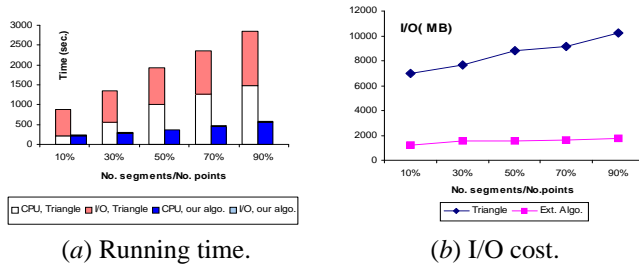 3000
2500
2000
1500
1000
500
0
Time (sec.)
10% 30% 50% 70% 90%
No. segments/No. points
CPU, Triangle I/O, Triangle CPU, our algo. I/O, our algo.
(a) Running time.
12000
10000
8000
6000
4000
2000
0
I/O( MB)
10% 30% 50% 70% 90%
No. segments/No.points
Triangle Ext. Algo.
(b) I/O cost.